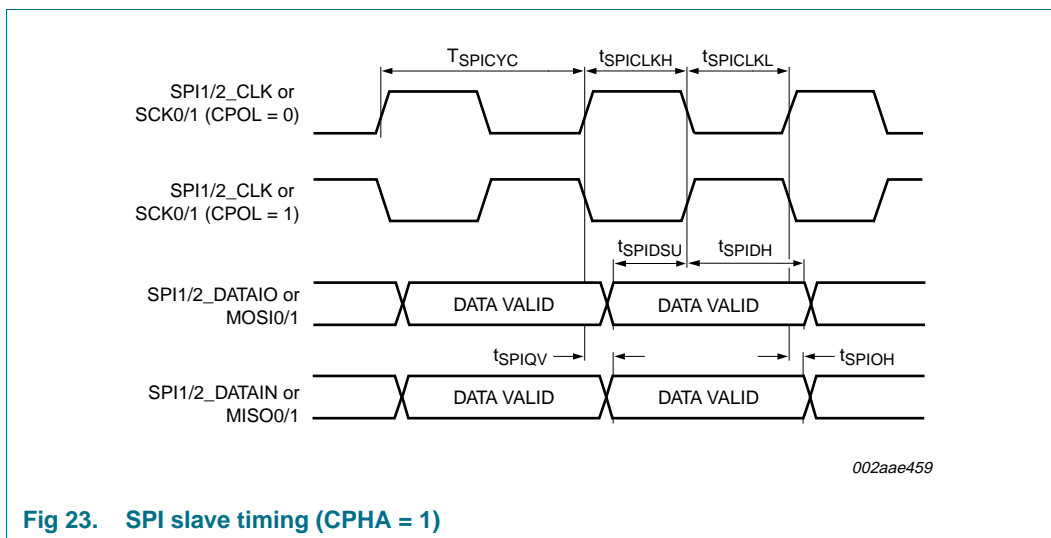 TSPICYC
tSPICLKH
tSPICLKL
SPI1/2_CLK or
SCK0/1 (CPOL = 0)
SPI1/2_CLK or
SCK0/1 (CPOL = 1)
tSPIDSU
tSPIDH
SPI1/2_DATAIO or
MOSI0/1
DATA VALID
DATA VALID
tSPIQV
tSPIOH
SPI1/2_DATAIN or
MISO0/1
DATA VALID
DATA VALID
002aae459
Fig 23. SPI slave timing (CPHA = 1)